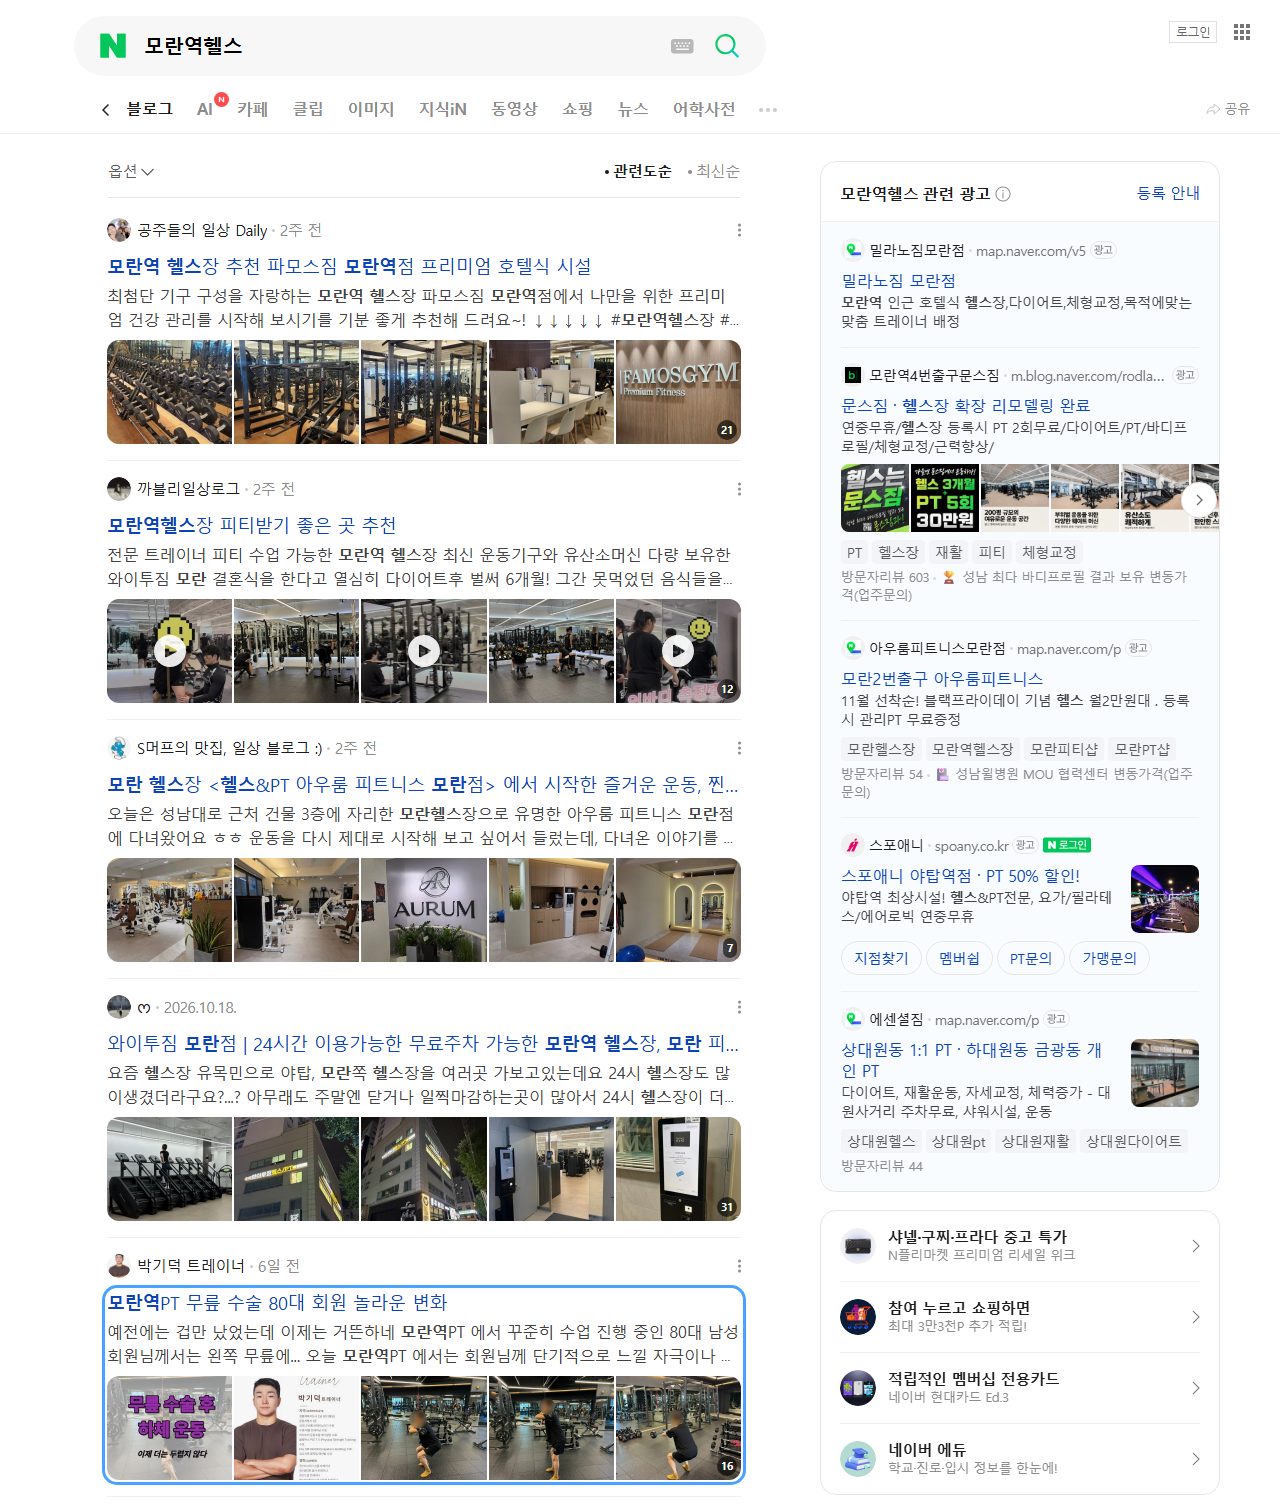 모란역헬스
로그인
블로그
AI
N
카페
클립
이미지
지식iN
동영상
쇼핑
뉴스
어학사전
공유
옵션
• 관련도순
• 최신순
공주들의 일상 Daily · 2주 전
모란역 헬스장 추천 파모스짐 모란역점 프리미엄 호텔식 시설
최첨단 기구 구성을 자랑하는 모란역 헬스장 파모스짐 모란역점에서 나만을 위한 프리미
엄 건강 관리를 시작해 보시기를 기분 좋게 추천해 드려요~! ↓↓↓↓↓ #모란역헬스장 #...
FAMOSGYM
Premium Fitness
21
까블리일상로그 · 2주 전
모란역헬스장 피티받기 좋은 곳 추천
전문 트레이너 피티 수업 가능한 모란역 헬스장 최신 운동기구와 유산소머신 다량 보유한
와이투짐 모란 결혼식을 한다고 열심히 다이어트후 벌써 6개월! 그간 못먹었던 음식들을...
12
S머프의 맛집, 일상 블로그 :) · 2주 전
모란 헬스장 <헬스&PT 아우룸 피트니스 모란점> 에서 시작한 즐거운 운동, 찐...
오늘은 성남대로 근처 건물 3층에 자리한 모란헬스장으로 유명한 아우룸 피트니스 모란점
에 다녀왔어요 ㅎㅎ 운동을 다시 제대로 시작해 보고 싶어서 들렀는데, 다녀온 이야기를 ...
AURUM
7
ෆ · 2026.10.18.
와이투짐 모란점 | 24시간 이용가능한 무료주차 가능한 모란역 헬스장, 모란 피...
요즘 헬스장 유목민으로 야탑, 모란쪽 헬스장을 여러곳 가보고있는데요 24시 헬스장도 많
이생겼더라구요?...? 아무래도 주말엔 닫거나 일찍마감하는곳이 많아서 24시 헬스장이 더...
31
박기덕 트레이너 · 6일 전
모란역PT 무릎 수술 80대 회원 놀라운 변화
예전에는 겁만 났었는데 이제는 거뜬하네 모란역PT 에서 꾸준히 수업 진행 중인 80대 남성
회원님께서는 왼쪽 무릎에... 오늘 모란역PT 에서는 회원님께 단기적으로 느낄 자극이나 ...
무릎 수술 후
하체 운동
이제 더는 두렵지 않다
trainer
박기덕 트레이너
16
모란역헬스 관련 광고
등록 안내
밀라노짐모란점 · map.naver.com/v5 광고
밀라노짐 모란점
모란역 인근 호텔식 헬스장,다이어트,체형교정,목적에맞는
맞춤 트레이너 배정
모란역4번출구문스짐 · m.blog.naver.com/rodla... 광고
문스짐 · 헬스장 확장 리모델링 완료
연중무휴/헬스장 등록시 PT 2회무료/다이어트/PT/바디프
로필/체형교정/근력향상/
헬스는
문스짐
헬스 3개월
PT + 5회
30만원
200평 규모의
여유로운 운동 공간
부위별 운동을 위한
다양한 웨이트 머신
유산소도
쾌적하게
PT
헬스장
재활
피티
체형교정
방문자리뷰 603 · 성남 최다 바디프로필 결과 보유 변동가
격(업주문의)
아우룸피트니스모란점 · map.naver.com/p 광고
모란2번출구 아우룸피트니스
11월 선착순! 블랙프라이데이 기념 헬스 월2만원대 . 등록
시 관리PT 무료증정
모란헬스장
모란역헬스장
모란피티샵
모란PT샵
방문자리뷰 54 · 성남윌병원 MOU 협력센터 변동가격(업주
문의)
스포애니 · spoany.co.kr 광고 N 로그인
스포애니 야탑역점 · PT 50% 할인!
야탑역 최상시설! 헬스&PT전문, 요가/필라테
스/에어로빅 연중무휴
지점찾기
멤버쉽
PT문의
가맹문의
에센셜짐 · map.naver.com/p 광고
상대원동 1:1 PT · 하대원동 금광동 개
인 PT
다이어트, 재활운동, 자세교정, 체력증가 - 대
원사거리 주차무료, 샤워시설, 운동
상대원헬스
상대원pt
상대원재활
상대원다이어트
방문자리뷰 44
샤넬·구찌·프라다 중고 특가
N플리마켓 프리미엄 리세일 위크
참여 누르고 쇼핑하면
최대 3만3천P 추가 적립!
적립적인 멤버십 전용카드
네이버 현대카드 Ed.3
네이버 에듀
학교·진로·입시 정보를 한눈에!